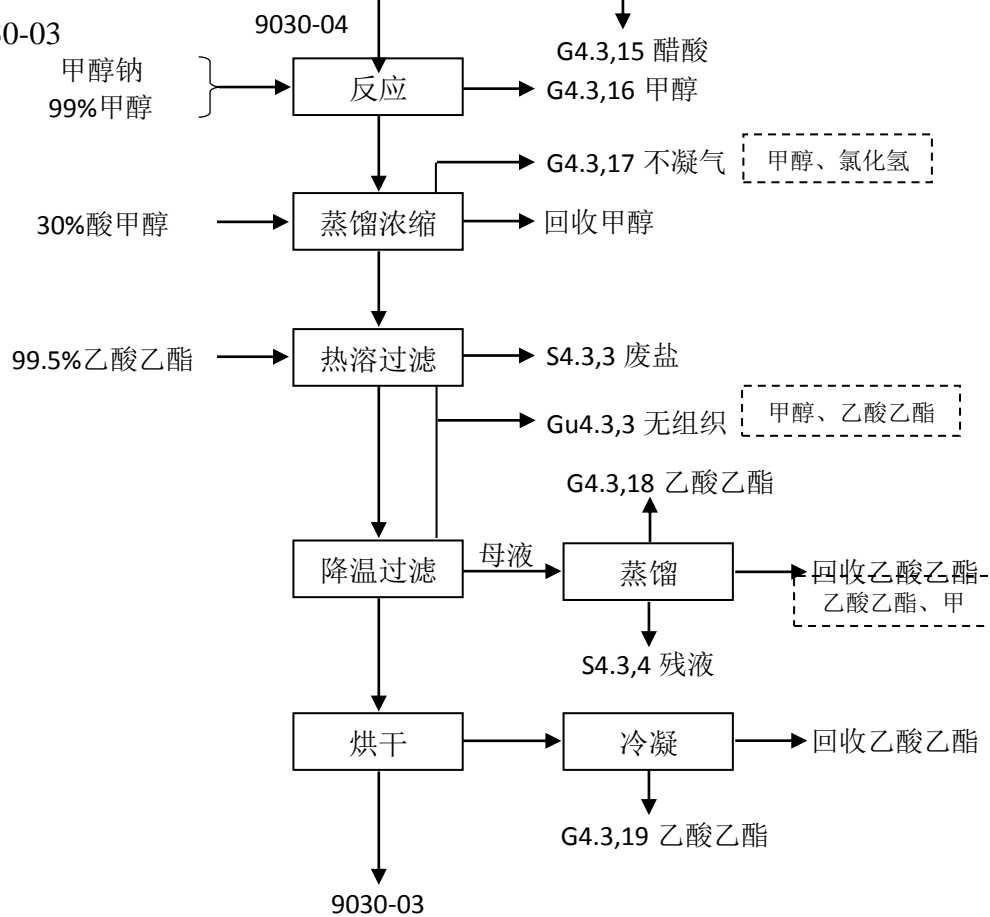 9030-04
30-03
G4.3,15 醋酸
甲醇钠
99%甲醇
反应
G4.3,16 甲醇
G4.3,17 不凝气
甲醇、氯化氢
30%酸甲醇
蒸馏浓缩
回收甲醇
99.5%乙酸乙酯
热溶过滤
S4.3,3 废盐
Gu4.3,3 无组织
甲醇、乙酸乙酯
G4.3,18 乙酸乙酯
降温过滤
母液
蒸馏
回收乙酸乙酯
乙酸乙酯、甲
S4.3,4 残液
烘干
冷凝
回收乙酸乙酯
G4.3,19 乙酸乙酯
9030-03